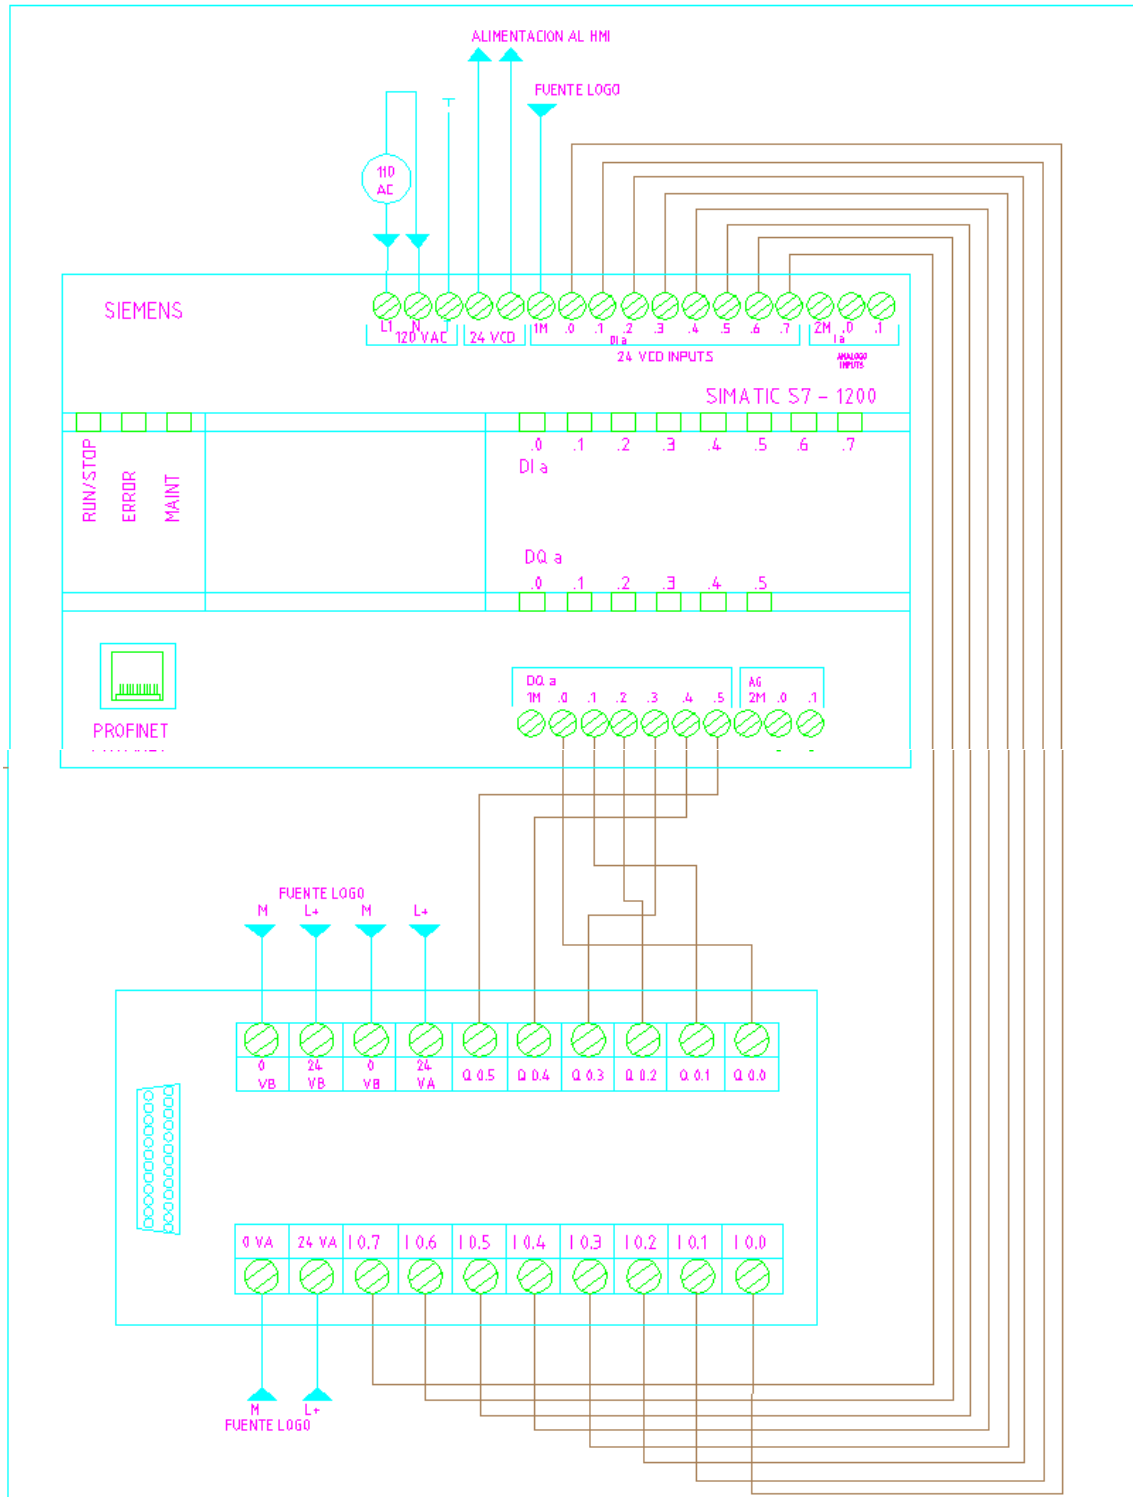 ALIMENTACION AL HMI
FUENTE LOGO
110
AC
SIEMENS
L1 N T 1M .0 .1 .2 .3 .4 .5 .6 .7 2M .0 .1
120 VAC 24 VCD DI a I a
24 VCD INPUTS
ANALOGO
INPUTS
SIMATIC S7 - 1200
.0 .1 .2 .3 .4 .5 .6 .7
DI a
RUN/STOP
ERROR
MAINT
DQ a
.0 .1 .2 .3 .4 .5
DQ a AG
1M .0 .1 .2 .3 .4 .5 2M .0 .1
PROFINET
FUENTE LOGO
M L+ M L+
0 24 0 24
VB VB VB VA
Q 0.5 Q 0.4 Q 0.3 Q 0.2 Q 0.1 Q 0.0
0 VA 24 VA I 0.7 I 0.6 I 0.5 I 0.4 I 0.3 I 0.2 I 0.1 I 0.0
M L+
FUENTE LOGO